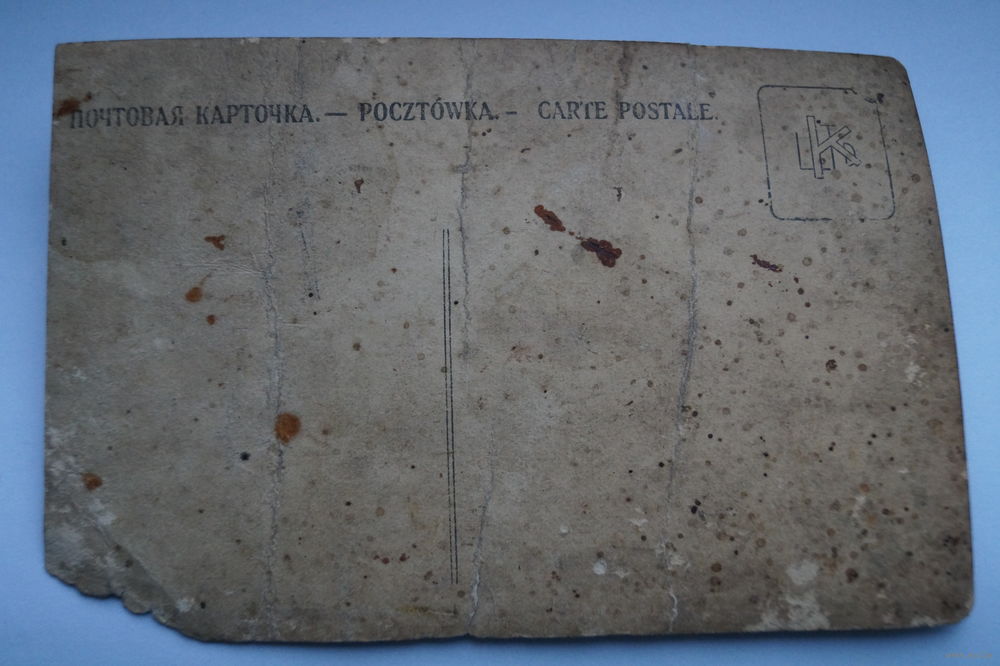 ПОЧТОВАЯ КАРТОЧКА.— POCZTÓWKA.– CARTE POSTALE.